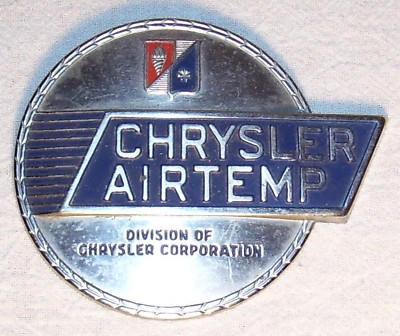 CHRYSLER
AiRTEMP
DIVISION OF
CHRYSLER CORPORATION